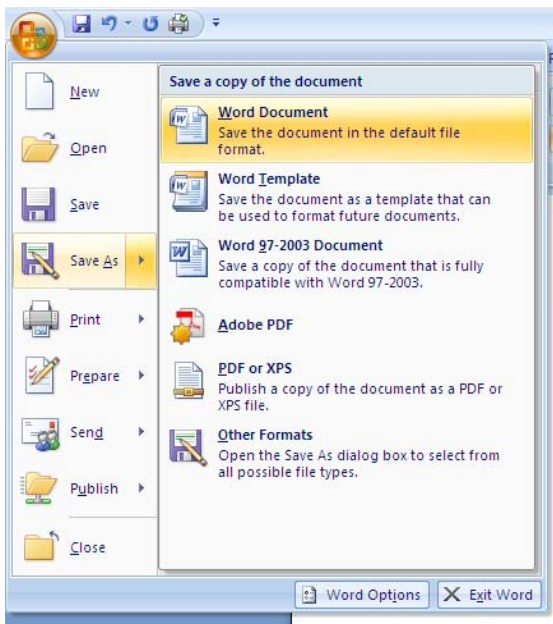 New
Open
Save
Save As
Print
Prepare
Send
Publish
Close
Save a copy of the document
Word Document
Save the document in the default file
format.
Word Template
Save the document as a template that can
be used to format future documents.
Word 97-2003 Document
Save a copy of the document that is fully
compatible with Word 97-2003.
Adobe PDF
PDF or XPS
Publish a copy of the document as a PDF or
XPS file.
Other Formats
Open the Save As dialog box to select from
all possible file types.
Word Options
Exit Word